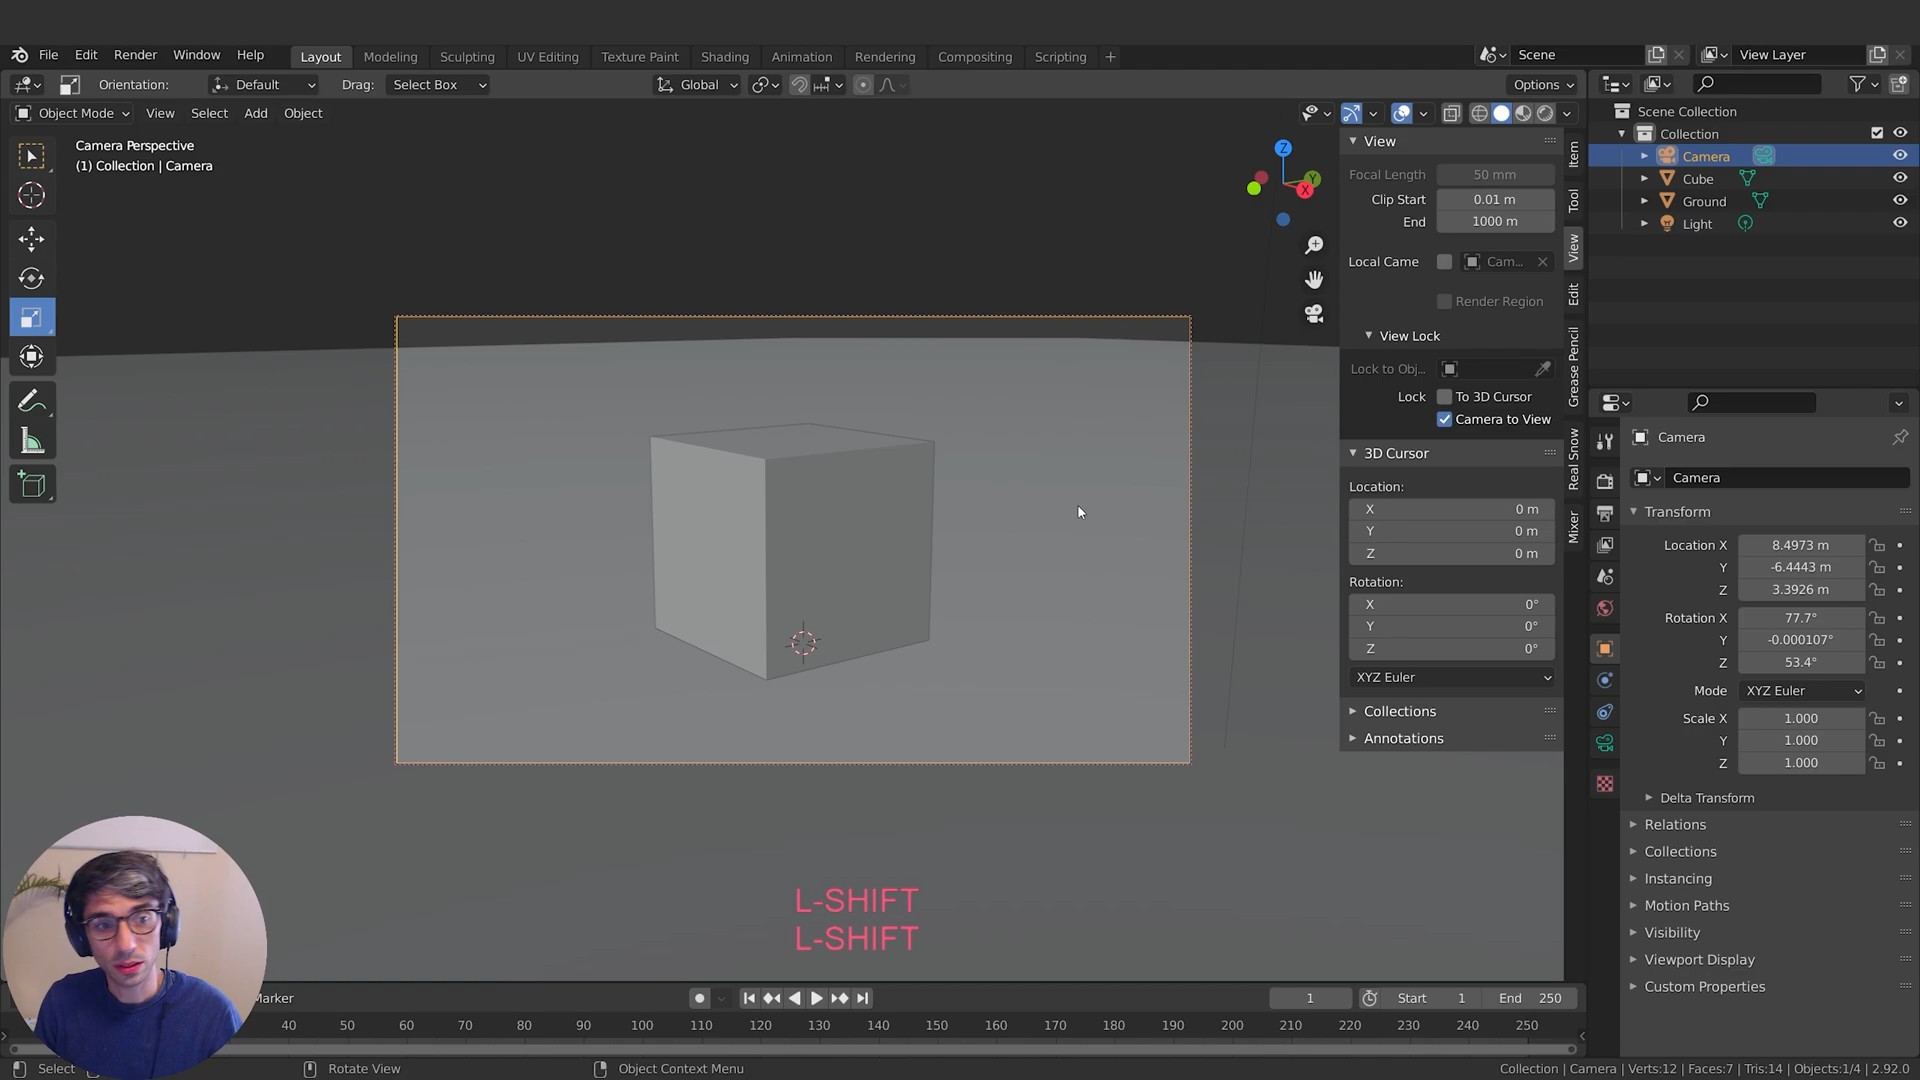 File Edit Render Window Help Layout Modeling Sculpting UV Editing Texture Paint Shading Animation Rendering Compositing Scripting + Scene View Layer
Orientation: Default Drag: Select Box Global Options
Object Mode View Select Add Object
Camera Perspective
(1) Collection | Camera
Z
Y
X
View
Focal Length 50 mm
Clip Start 0.01 m
End 1000 m
Local Came Cam...
Render Region
View Lock
Lock to Obj...
Lock To 3D Cursor
Camera to View
3D Cursor
Location:
X 0 m
Y 0 m
Z 0 m
Rotation:
X 0°
Y 0°
Z 0°
XYZ Euler
Collections
Annotations
Item
Tool
View
Edit
Grease Pencil
Real Snow
Mixer
Scene Collection
Collection
Camera
Cube
Ground
Light
Camera
Camera
Transform
Location X 8.4973 m
Y -6.4443 m
Z 3.3926 m
Rotation X 77.7°
Y -0.000107°
Z 53.4°
Mode XYZ Euler
Scale X 1.000
Y 1.000
Z 1.000
Delta Transform
Relations
Collections
Instancing
Motion Paths
Visibility
Viewport Display
Custom Properties
L-SHIFT
L-SHIFT
Marker 1 Start 1 End 250
40 50 60 70 80 90 100 110 120 130 140 150 160 170 180 190 200 210 220 230 240 250
Select Rotate View Object Context Menu Collection | Camera | Verts:12 | Faces:7 | Tris:14 | Objects:1/4 | 2.92.0